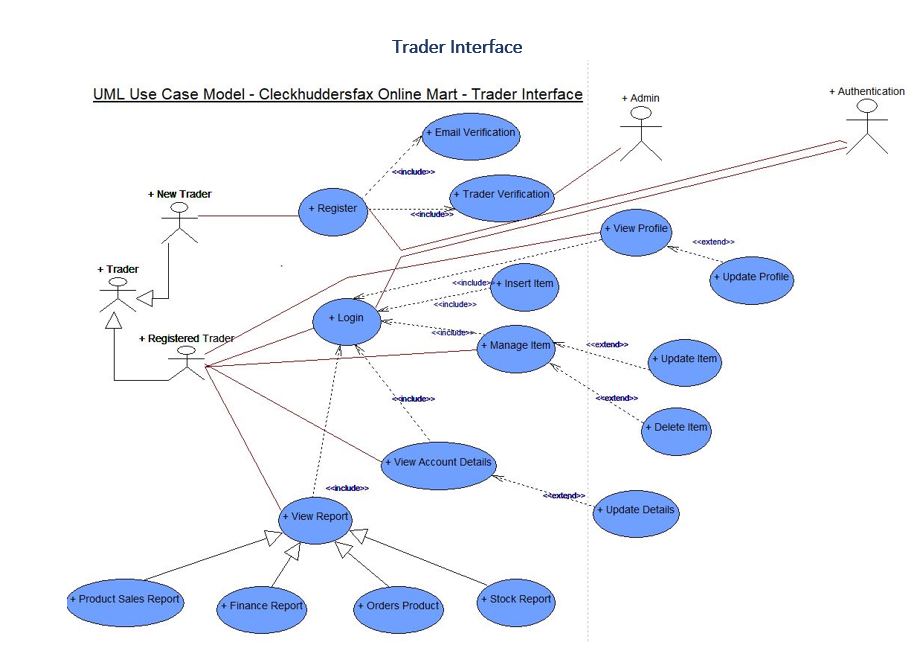 Trader Interface
UML Use Case Model - Cleckhuddersfax Online Mart - Trader Interface
+ Admin
+ Authentication
+ Email Verification
<<include>>
+ Trader Verification
+ New Trader
+ Register
<<include>>
+ View Profile
<<extend>>
+ Trader
+ Update Profile
<<include>>
+ Insert Item
<<include>>
+ Login
<<include>>
+ Registered Trader
+ Manage Item
<<extend>>
+ Update Item
<<include>>
<<extend>>
+ Delete Item
+ View Account Details
<<include>>
<<extend>>
+ Update Details
+ View Report
+ Product Sales Report
+ Finance Report
+ Orders Product
+ Stock Report